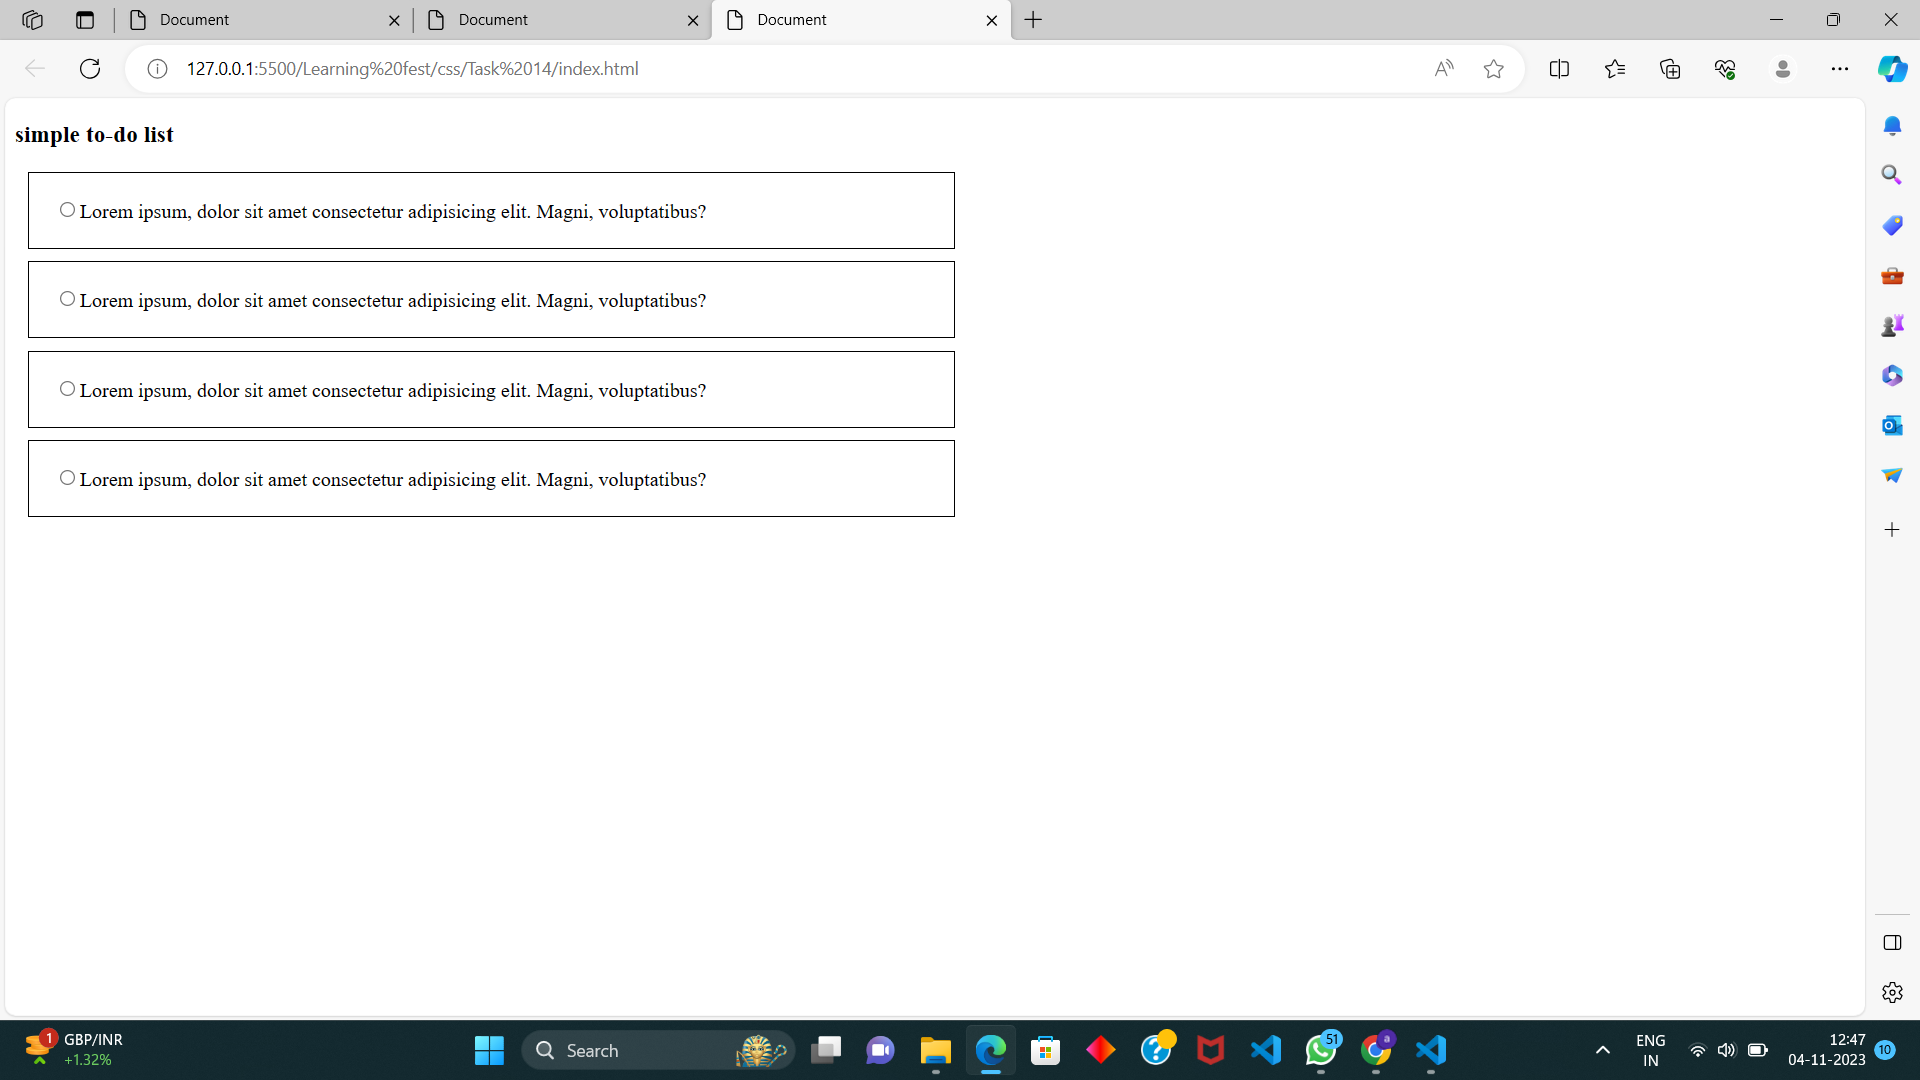 Document
Document
Document
127.0.0.1:5500/Learning%20fest/css/Task%2014/index.html
simple to-do list
Lorem ipsum, dolor sit amet consectetur adipisicing elit. Magni, voluptatibus?
Lorem ipsum, dolor sit amet consectetur adipisicing elit. Magni, voluptatibus?
Lorem ipsum, dolor sit amet consectetur adipisicing elit. Magni, voluptatibus?
Lorem ipsum, dolor sit amet consectetur adipisicing elit. Magni, voluptatibus?
1
GBP/INR
+1.32%
Search
51
a
ENG
IN
12:47
04-11-2023
10